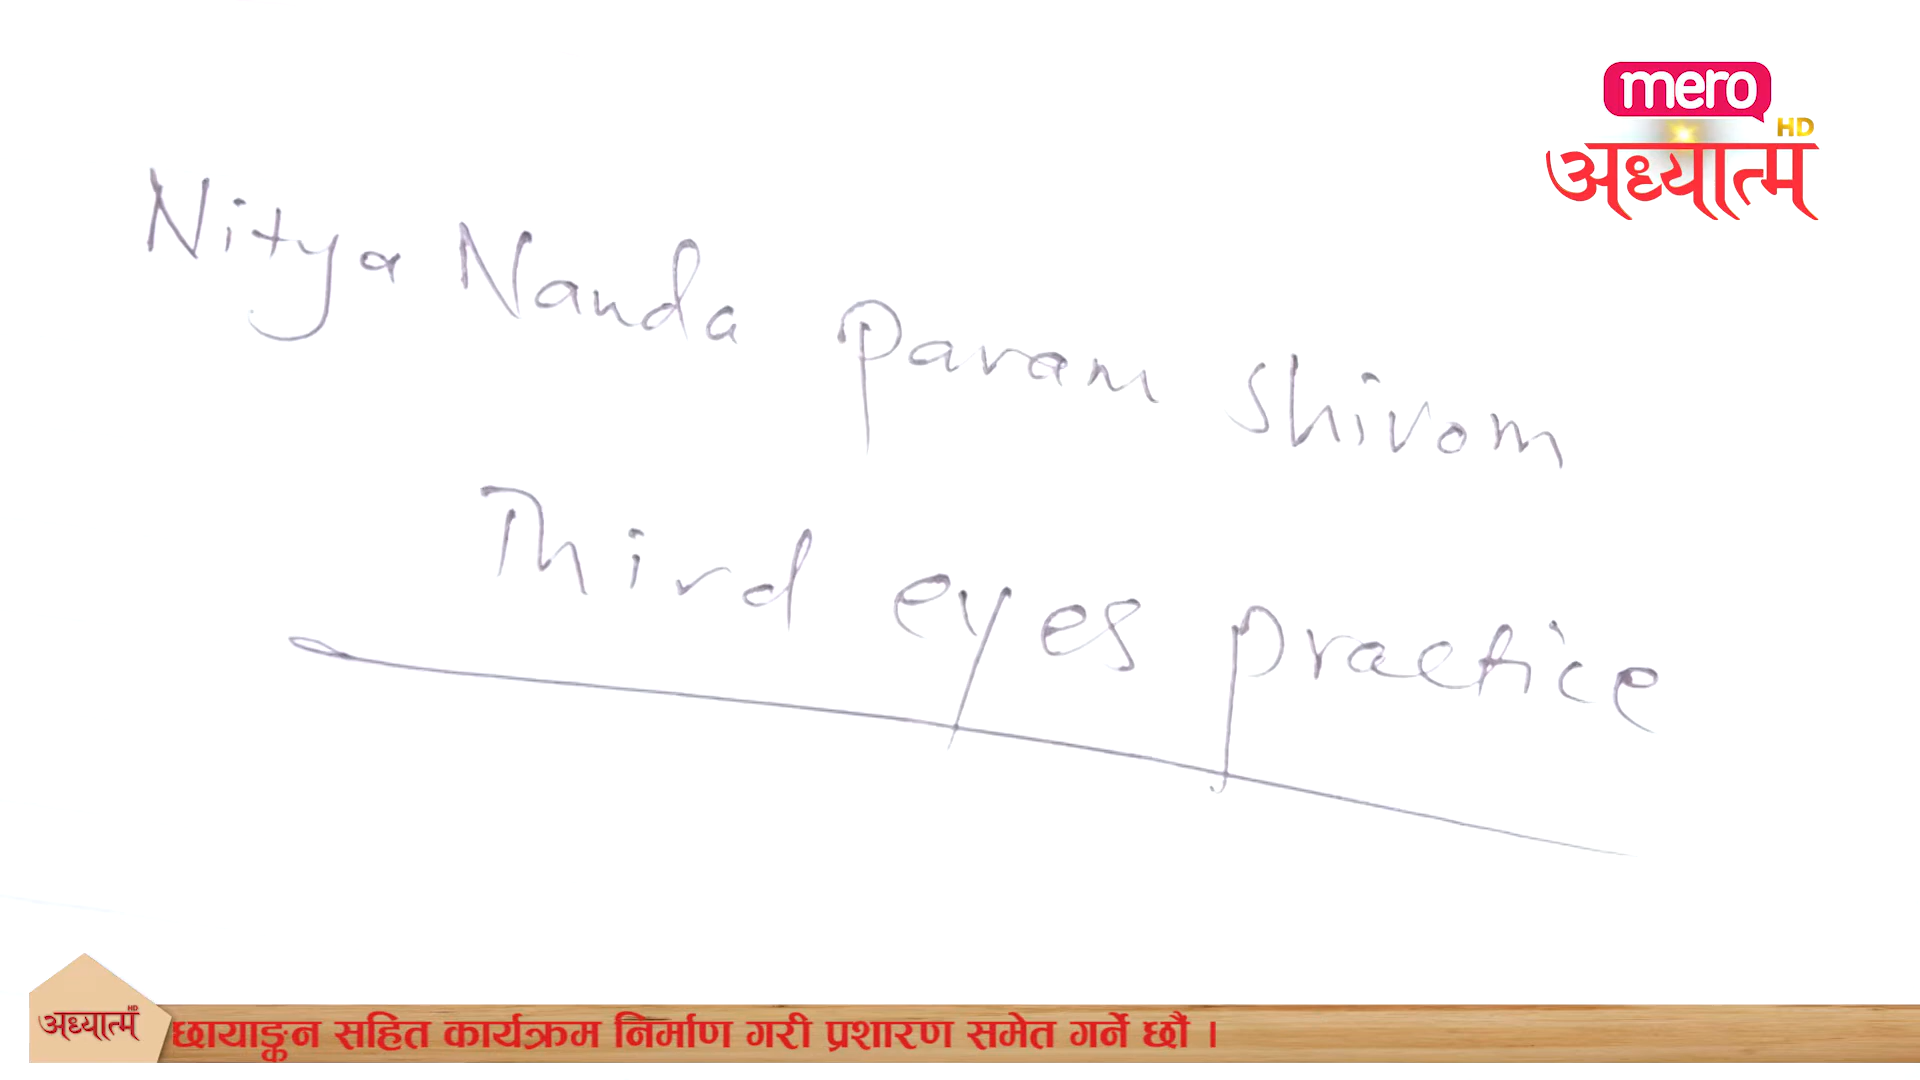 mero
HD
अध्यात्म
Nitya Nanda Param Shivom
Third eyes practice
HD
अध्यात्म
छायाङ्कन सहित कार्यक्रम निर्माण गरी प्रशारण समेत गर्ने छौं ।